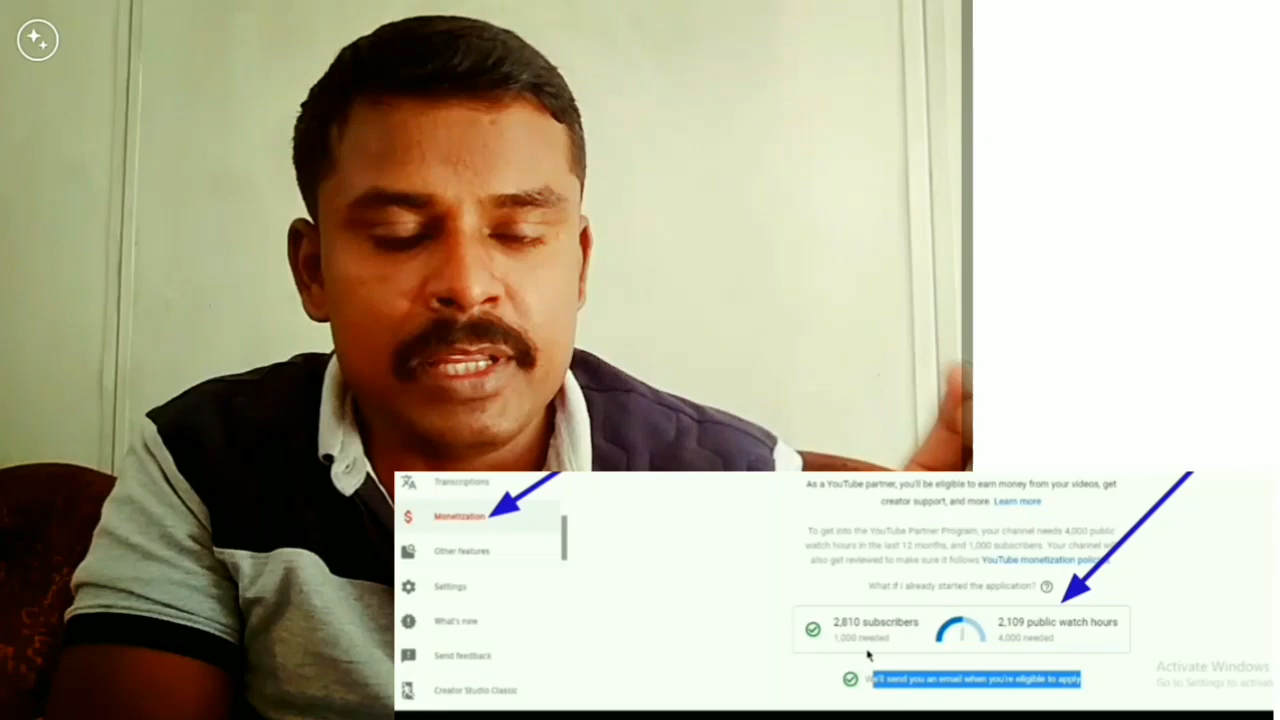 Transcriptions
Monetization
Other features
Settings
What's new
Send feedback
Creator Studio Classic
As a YouTube partner, you'll be eligible to earn money from your videos, get
creator support, and more. Learn more
To get into the YouTube Partner Program, your channel needs 4,000 public
watch hours in the last 12 months, and 1,000 subscribers. Your channel
also get reviewed to make sure it follows YouTube monetization
What if I already started the application?
2,810 subscribers
1,000 needed
2,109 public watch hours
4,000 needed
We'll send you an email when you're eligible to apply
Activate Windows
Go to Settings to